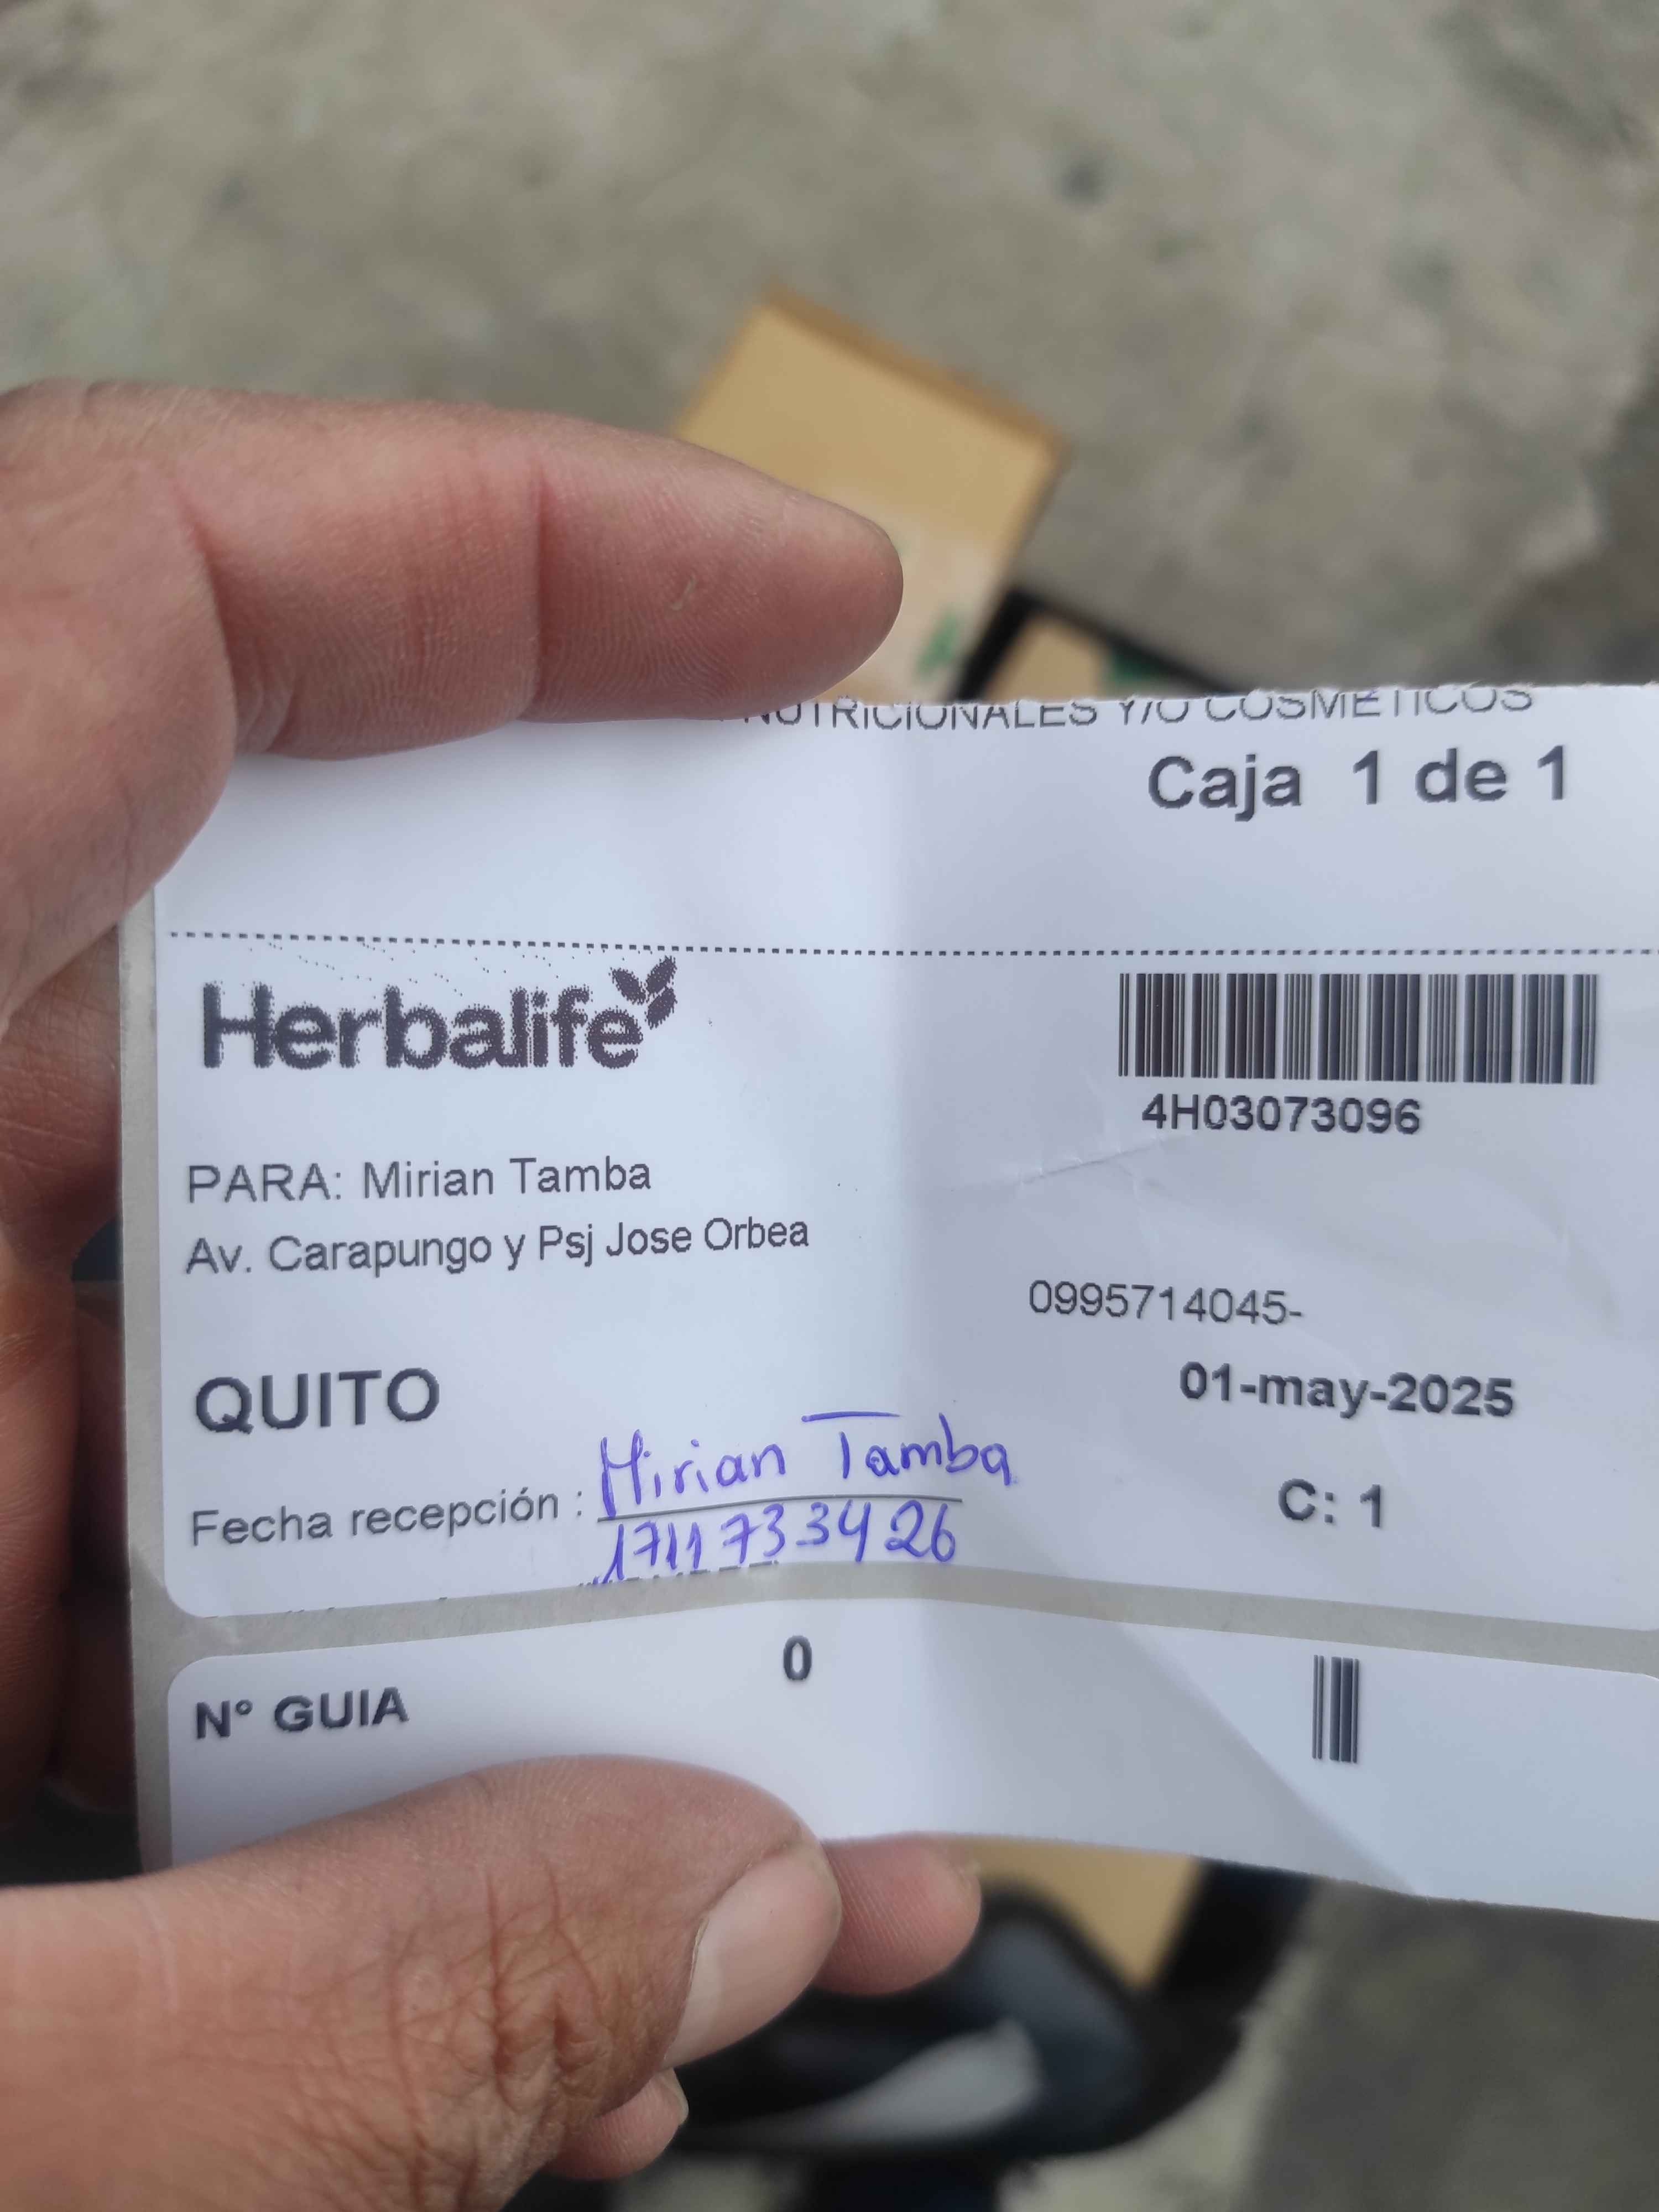 NUTRICIONALES Y/O COSMETICOS
Caja 1 de 1
Herbalife
4H03073096
PARA: Mirian Tamba
Av. Carapungo y Psj Jose Orbea
0995714045-
QUITO
01-may-2025
Fecha recepción : Mirian Tamba
1711733426
C: 1
N° GUIA
0